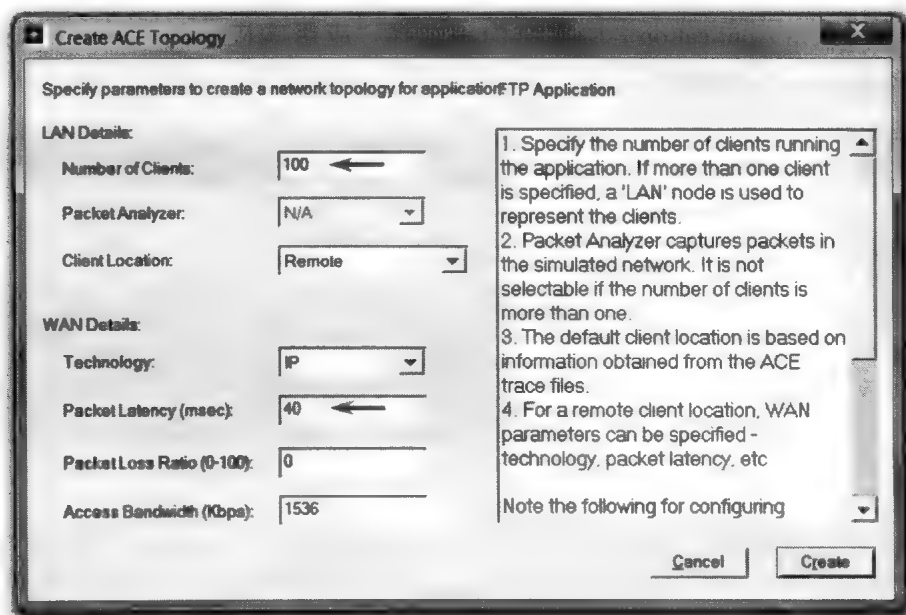 Create ACE Topology
X
Specify parameters to create a network topology for applicationFTP Application
LAN Details:
Number of Clients:
100
Packet Analyzer:
N/A
Client Location:
Remote
WAN Details:
Technology:
IP
Packet Latency (msec):
40
Packet Loss Ratio (0-100):
0
Access Bandwidth (Kbps):
1536
1. Specify the number of clients running
the application. If more than one client
is specified, a 'LAN' node is used to
represent the clients.
2. Packet Analyzer captures packets in
the simulated network. It is not
selectable if the number of clients is
more than one.
3. The default client location is based on
information obtained from the ACE
trace files.
4. For a remote client location, WAN
parameters can be specified -
technology, packet latency, etc
Note the following for configuring
Cancel
Create